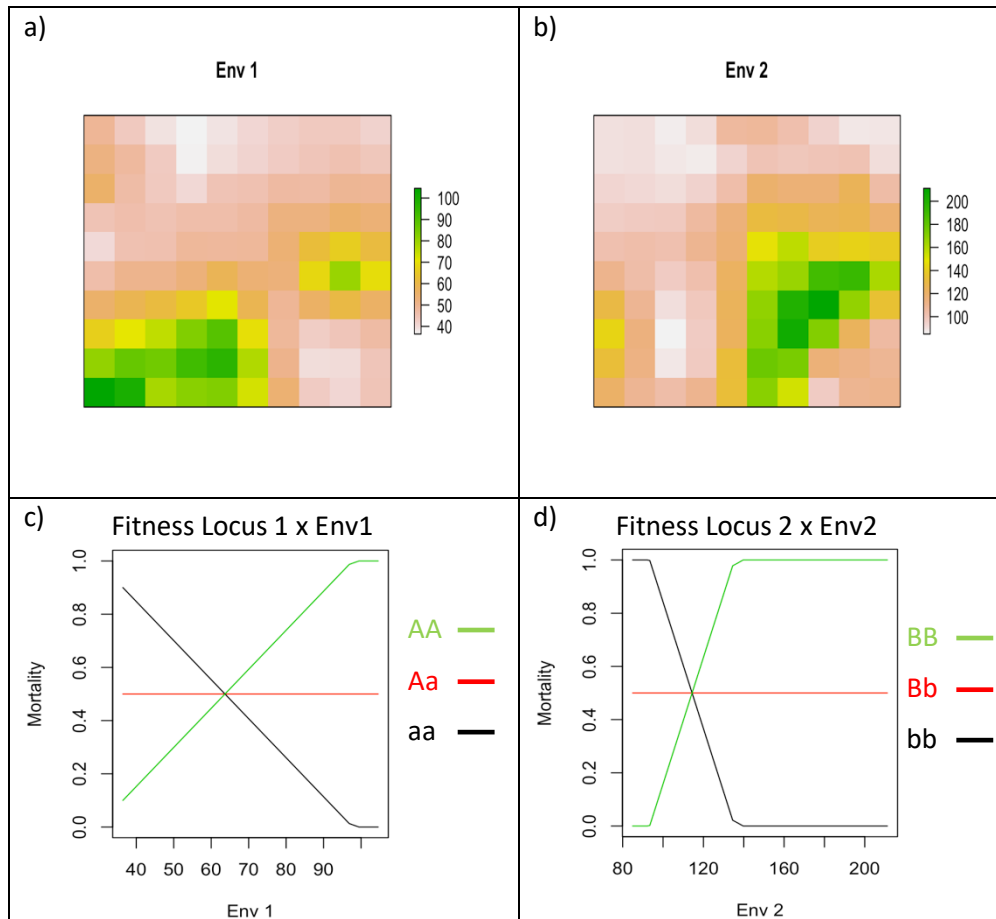 a)
Env 1
100
90
80
70
60
50
40
b)
Env 2
200
180
160
140
120
100
c)
Fitness Locus 1 x Env1
1.0
0.8
0.6
0.4
0.2
0.0
Mortality
40 50 60 70 80 90
Env 1
AA
Aa
aa
d)
Fitness Locus 2 x Env2
1.0
0.8
0.6
0.4
0.2
0.0
Mortality
80 120 160 200
Env 2
BB
Bb
bb